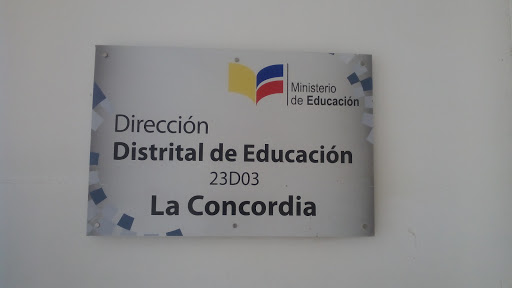 Ministerio
de Educación
Dirección
Distrital de Educación
23D03
La Concordia